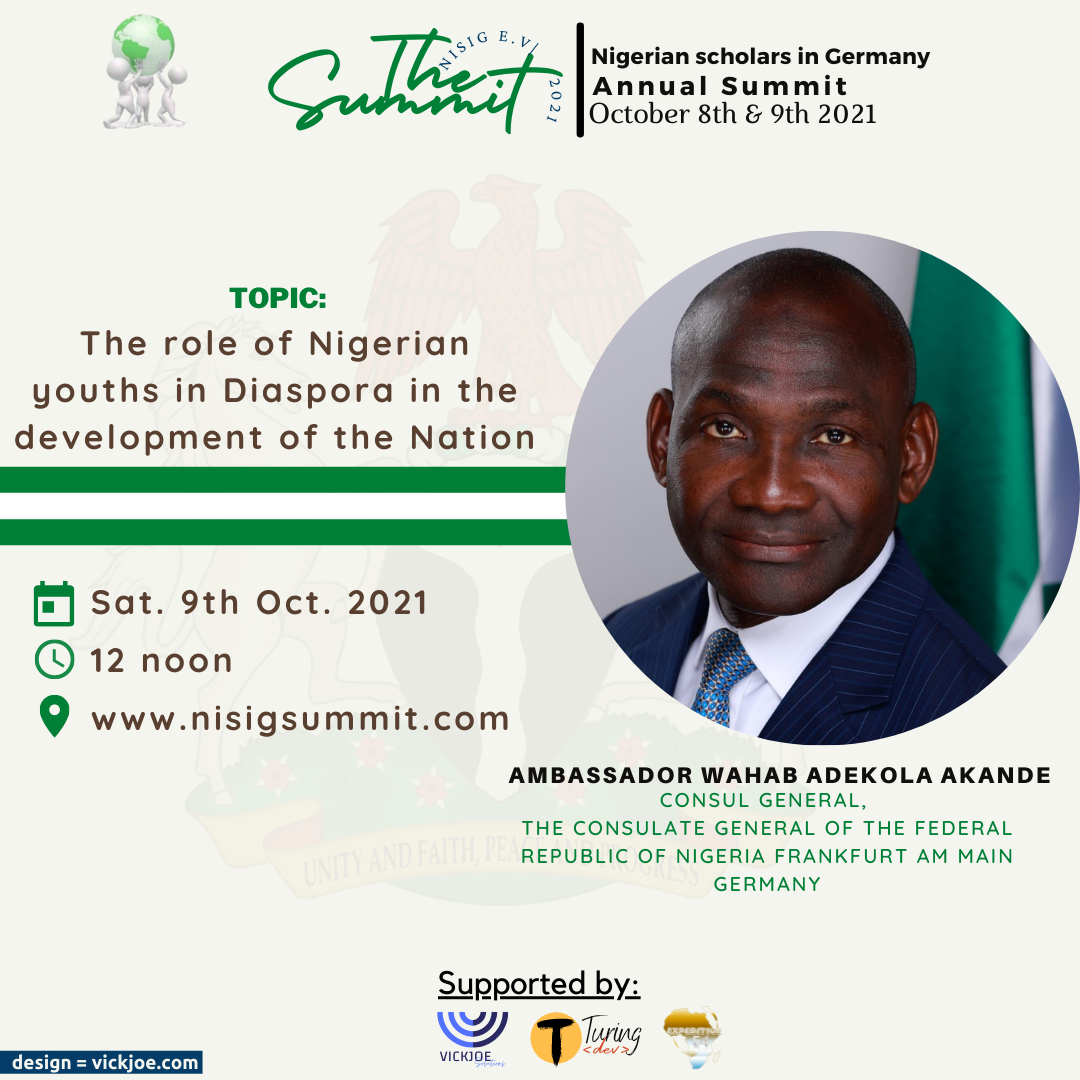 The
Summit
NISIG E.V
2021
Nigerian scholars in Germany
Annual Summit
October 8th & 9th 2021
TOPIC:
The role of Nigerian
youths in Diaspora in the
development of the Nation
Sat. 9th Oct. 2021
12 noon
www.nisigsummit.com
AMBASSADOR WAHAB ADEKOLA AKANDE
CONSUL GENERAL,
THE CONSULATE GENERAL OF THE FEDERAL
REPUBLIC OF NIGERIA FRANKFURT AM MAIN
GERMANY
UNITY AND FAITH, PEACE AND PROGRESS
Supported by:
VICKJOE
Solutions
T Turing
<dev>
EXPEDITION
design = vickjoe.com